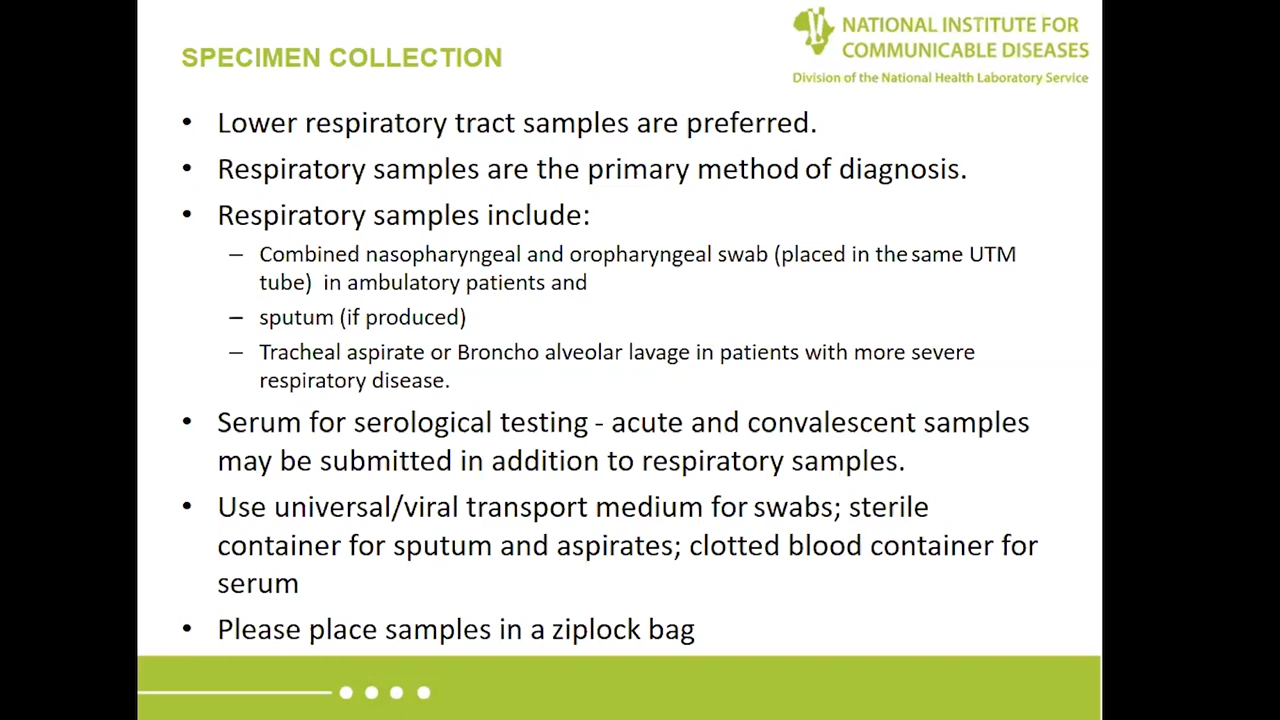 SPECIMEN COLLECTION
NATIONAL INSTITUTE FOR
COMMUNICABLE DISEASES
Division of the National Health Laboratory Service
• Lower respiratory tract samples are preferred.
• Respiratory samples are the primary method of diagnosis.
• Respiratory samples include:
– Combined nasopharyngeal and oropharyngeal swab (placed in the same UTM
tube) in ambulatory patients and
– sputum (if produced)
– Tracheal aspirate or Broncho alveolar lavage in patients with more severe
respiratory disease.
• Serum for serological testing - acute and convalescent samples
may be submitted in addition to respiratory samples.
• Use universal/viral transport medium for swabs; sterile
container for sputum and aspirates; clotted blood container for
serum
• Please place samples in a ziplock bag